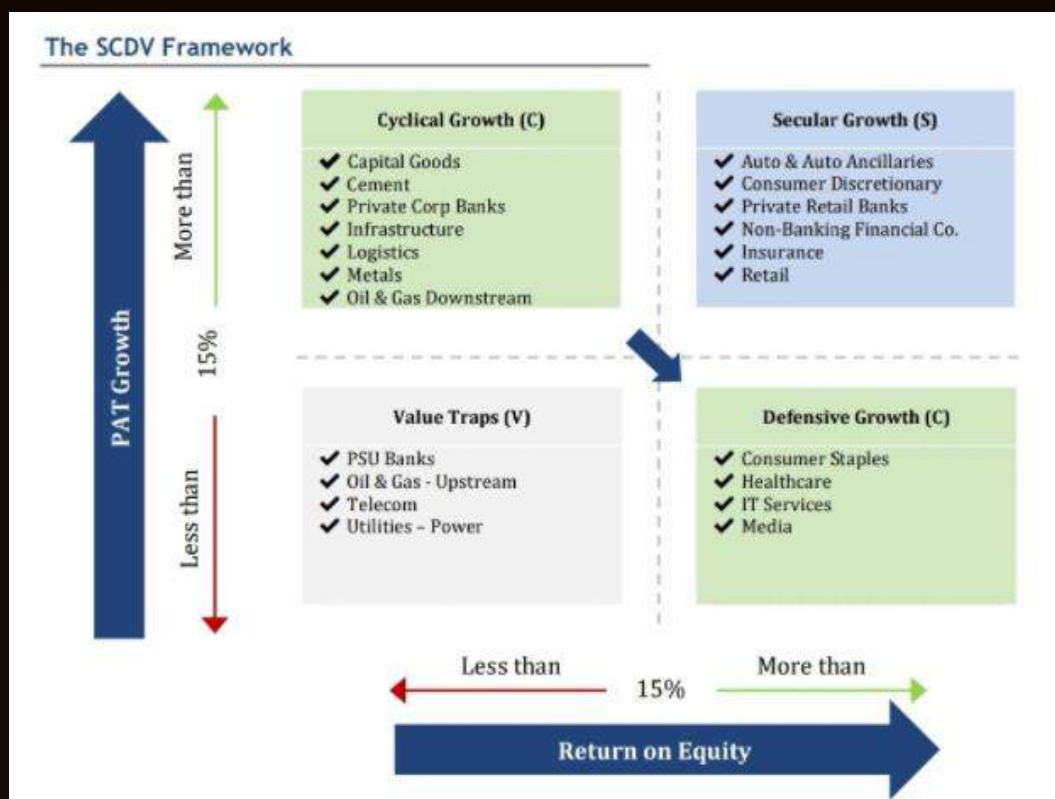 The SCDV Framework
PAT Growth
More than
15%
Less than
Cyclical Growth (C)
Capital Goods
Cement
Private Corp Banks
Infrastructure
Logistics
Metals
Oil & Gas Downstream
Secular Growth (S)
Auto & Auto Ancillaries
Consumer Discretionary
Private Retail Banks
Non-Banking Financial Co.
Insurance
Retail
Value Traps (V)
PSU Banks
Oil & Gas - Upstream
Telecom
Utilities – Power
Defensive Growth (C)
Consumer Staples
Healthcare
IT Services
Media
Less than
15%
More than
Return on Equity